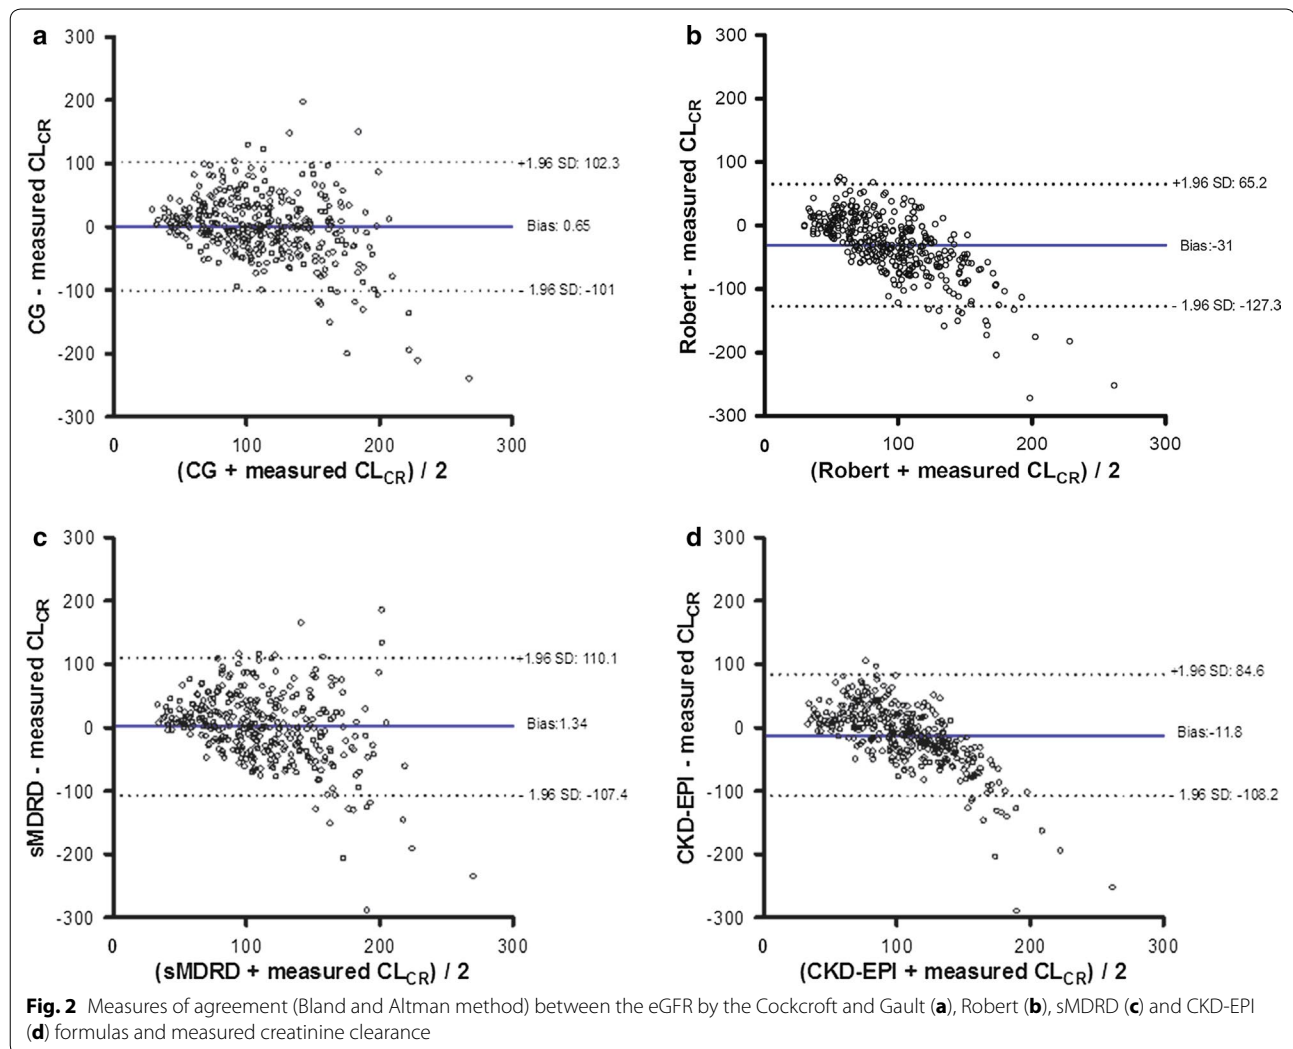 a
300
200
100
0
-100
-200
-300
CG - measured CLCR
+1.96 SD: 102.3
Bias: 0.65
- 1.96 SD: -101
0 100 200 300
(CG + measured CLCR) / 2
b
300
200
100
0
-100
-200
-300
Robert - measured CLCR
+1.96 SD: 65.2
Bias:-31
- 1.96 SD: -127.3
0 100 200 300
(Robert + measured CLCR) / 2
c
300
200
100
0
-100
-200
-300
sMDRD - measured CLCR
+1.96 SD: 110.1
Bias:1.34
- 1.96 SD: -107.4
0 100 200 300
(sMDRD + measured CLCR) / 2
d
300
200
100
0
-100
-200
-300
CKD-EPI - measured CLCR
+1.96 SD: 84.6
Bias:-11.8
- 1.96 SD: -108.2
0 100 200 300
(CKD-EPI + measured CLCR) / 2
Fig. 2 Measures of agreement (Bland and Altman method) between the eGFR by the Cockcroft and Gault (a), Robert (b), sMDRD (c) and CKD-EPI
(d) formulas and measured creatinine clearance